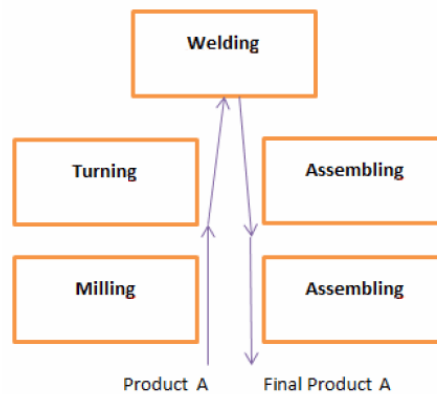 Welding
Turning
Assembling
Milling
Assembling
Product A
Final Product A